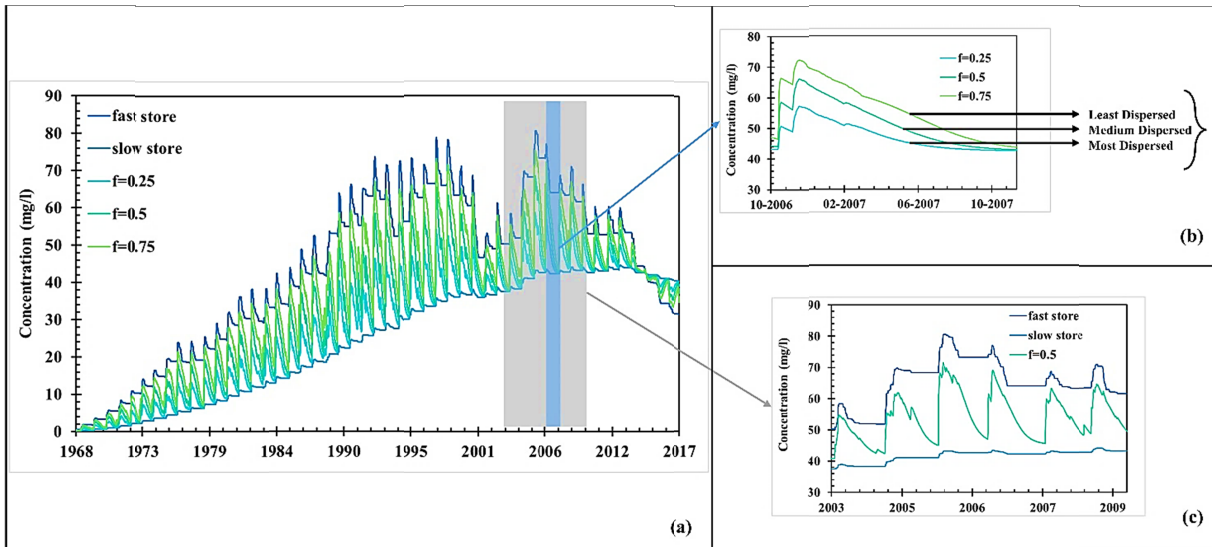 Concentration (mg/l)
90
80
70
60
50
40
30
20
10
0
fast store
slow store
f=0.25
f=0.5
f=0.75
1968 1973 1979 1984 1990 1995 2001 2006 2012 2017
(a)
Concentration (mg/l)
80
70
60
50
40
30
f=0.25
f=0.5
f=0.75
10-2006 02-2007 06-2007 10-2007
Least Dispersed
Medium Dispersed
Most Dispersed
(b)
Concentration (mg/l)
90
80
70
60
50
40
30
fast store
slow store
f=0.5
2003 2005 2006 2007 2009
(c)